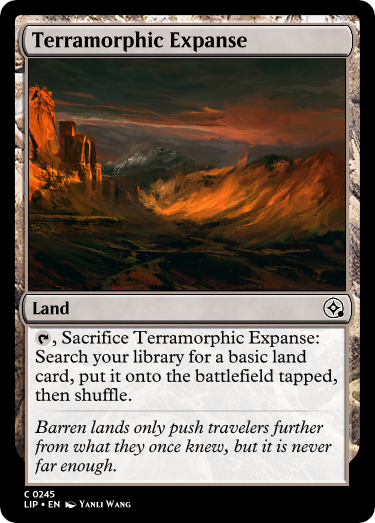 Terramorphic Expanse
Land
, Sacrifice Terramorphic Expanse:
Search your library for a basic land
card, put it onto the battlefield tapped,
then shuffle.
Barren lands only push travelers further
from what they once knew, but it is never
far enough.
C 0245
LIP • EN Yanli Wang